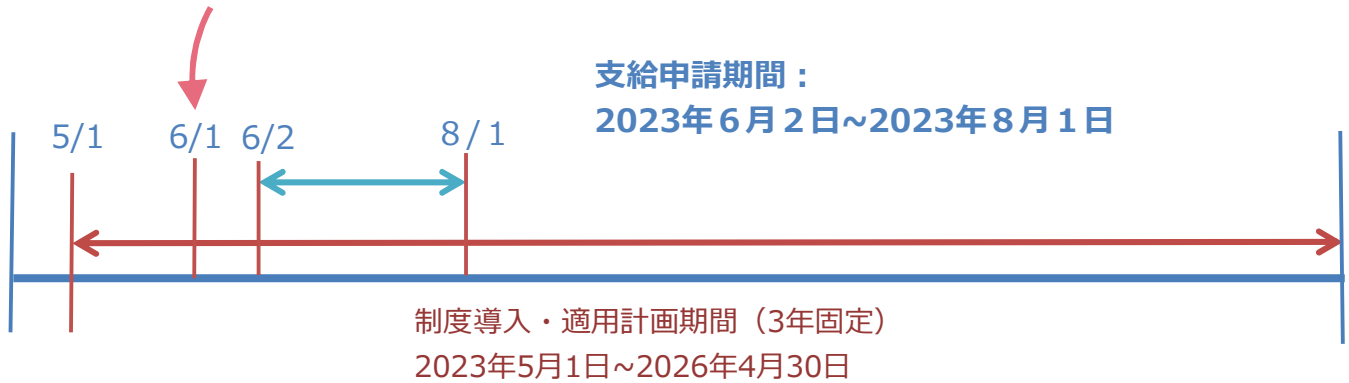 支給申請期間：
2023年６月２日~2023年８月１日
5/1 6/1 6/2 ８/１
制度導入・適用計画期間（3年固定）
2023年5月1日~2026年4月30日